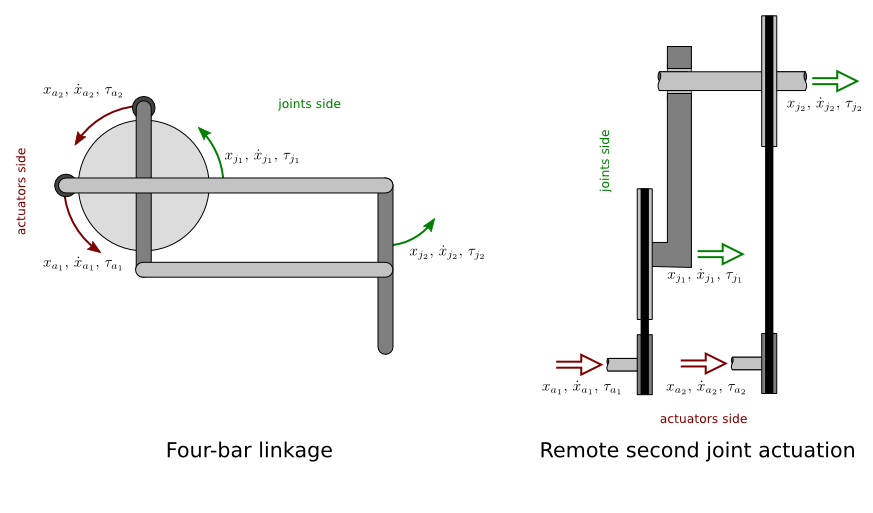 x_{a_2}, ẋ_{a_2}, τ_{a_2}
joints side
x_{j_1}, ẋ_{j_1}, τ_{j_1}
actuators side
x_{j_2}, ẋ_{j_2}, τ_{j_2}
x_{a_1}, ẋ_{a_1}, τ_{a_1}
Four-bar linkage
x_{j_2}, ẋ_{j_2}, τ_{j_2}
joints side
x_{j_1}, ẋ_{j_1}, τ_{j_1}
x_{a_1}, ẋ_{a_1}, τ_{a_1}
x_{a_2}, ẋ_{a_2}, τ_{a_2}
actuators side
Remote second joint actuation